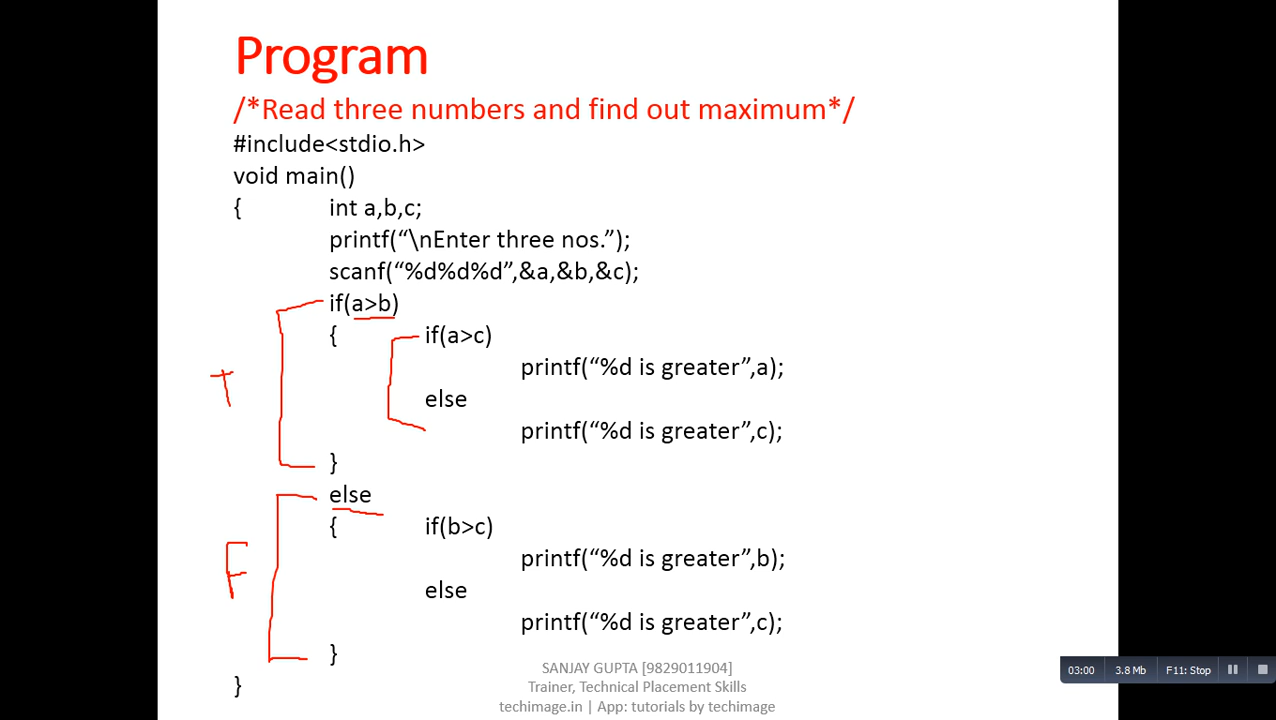 Program
/*Read three numbers and find out maximum*/
#include<stdio.h>
void main()
{ int a,b,c;
printf(“\nEnter three nos.”);
scanf(“%d%d%d”,&a,&b,&c);
if(a>b)
{ if(a>c)
printf(“%d is greater”,a);
T
else
printf(“%d is greater”,c);
}
else
{ if(b>c)
printf(“%d is greater”,b);
F
else
printf(“%d is greater”,c);
}
}
SANJAY GUPTA [9829011904]
Trainer, Technical Placement Skills
techimage.in | App: tutorials by techimage
03:00 3.8 Mb F11: Stop